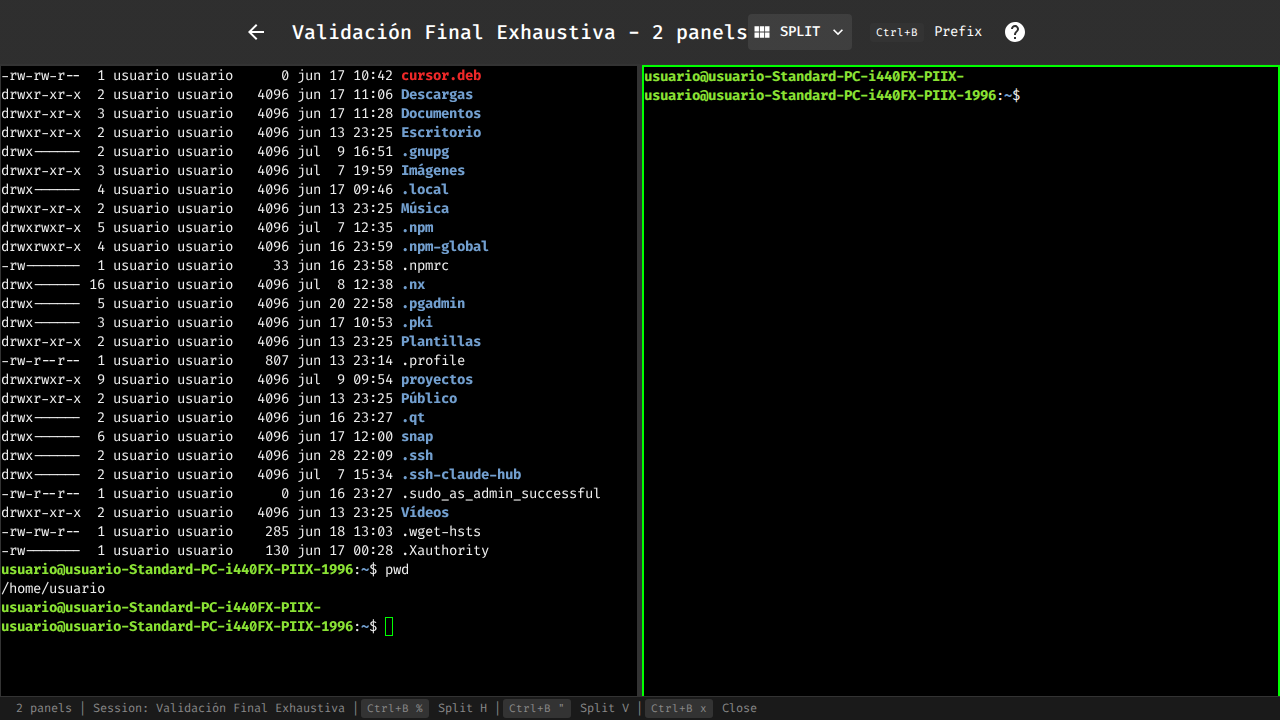 Validación Final Exhaustiva - 2 panels SPLIT Ctrl+B Prefix ?
-rw-rw-r-- 1 usuario usuario 0 jun 17 10:42 cursor.deb
drwxr-xr-x 2 usuario usuario 4096 jun 17 11:06 Descargas
drwxr-xr-x 3 usuario usuario 4096 jun 17 11:28 Documentos
drwxr-xr-x 2 usuario usuario 4096 jun 13 23:25 Escritorio
drwx------ 2 usuario usuario 4096 jul 9 16:51 .gnupg
drwxr-xr-x 3 usuario usuario 4096 jul 7 19:59 Imágenes
drwx------ 4 usuario usuario 4096 jun 17 09:46 .local
drwxr-xr-x 2 usuario usuario 4096 jun 13 23:25 Música
drwxrwxr-x 5 usuario usuario 4096 jul 7 12:35 .npm
drwxrwxr-x 4 usuario usuario 4096 jun 16 23:59 .npm-global
-rw------- 1 usuario usuario 33 jun 16 23:58 .npmrc
drwx------ 16 usuario usuario 4096 jul 8 12:38 .nx
drwx------ 5 usuario usuario 4096 jun 20 22:58 .pgadmin
drwx------ 3 usuario usuario 4096 jun 17 10:53 .pki
drwxr-xr-x 2 usuario usuario 4096 jun 13 23:25 Plantillas
-rw-r--r-- 1 usuario usuario 807 jun 13 23:14 .profile
drwxrwxr-x 9 usuario usuario 4096 jul 9 09:54 proyectos
drwxr-xr-x 2 usuario usuario 4096 jun 13 23:25 Público
drwx------ 2 usuario usuario 4096 jun 16 23:27 .qt
drwx------ 6 usuario usuario 4096 jun 17 12:00 snap
drwx------ 2 usuario usuario 4096 jun 28 22:09 .ssh
drwx------ 2 usuario usuario 4096 jul 7 15:34 .ssh-claude-hub
-rw-r--r-- 1 usuario usuario 0 jun 16 23:27 .sudo_as_admin_successful
drwxr-xr-x 2 usuario usuario 4096 jun 13 23:25 Vídeos
-rw-rw-r-- 1 usuario usuario 285 jun 18 13:03 .wget-hsts
-rw------- 1 usuario usuario 130 jun 17 00:28 .Xauthority
usuario@usuario-Standard-PC-i440FX-PIIX-1996:~$ pwd
/home/usuario
usuario@usuario-Standard-PC-i440FX-PIIX-
usuario@usuario-Standard-PC-i440FX-PIIX-1996:~$
usuario@usuario-Standard-PC-i440FX-PIIX-
usuario@usuario-Standard-PC-i440FX-PIIX-1996:~$
2 panels | Session: Validación Final Exhaustiva | Ctrl+B % Split H | Ctrl+B " Split V | Ctrl+B x Close